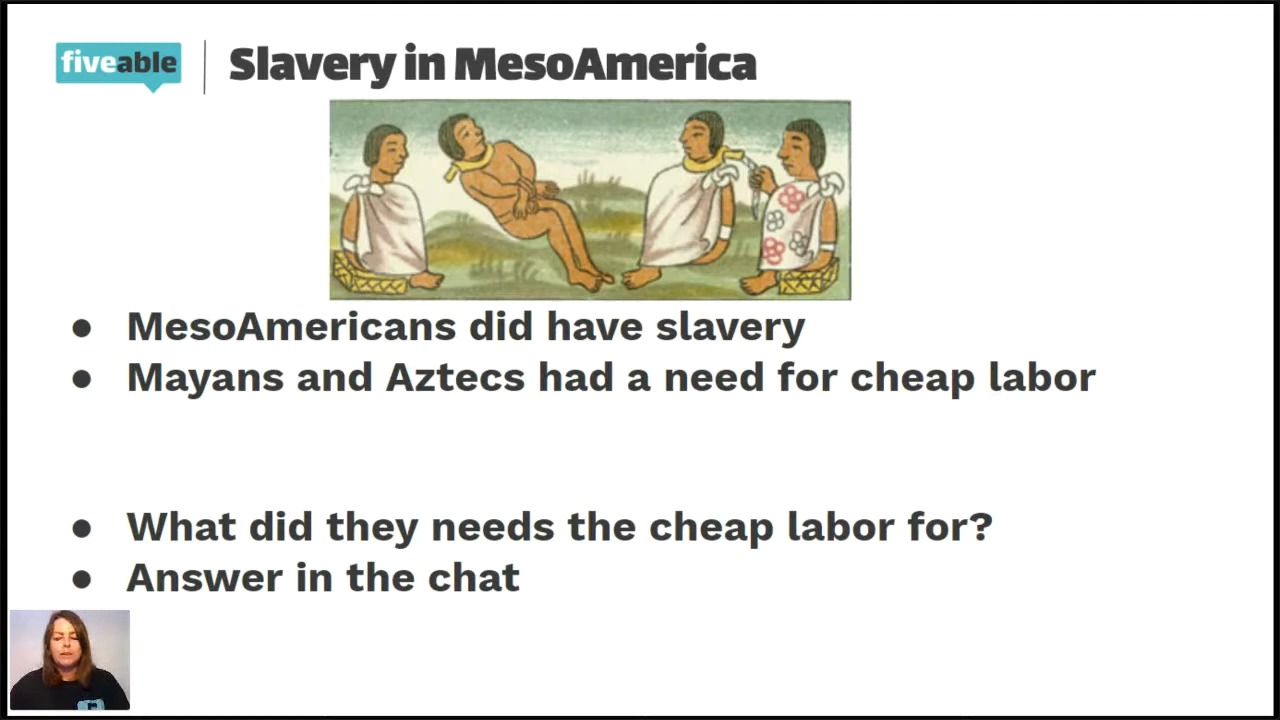 fiveable
Slavery in MesoAmerica
● MesoAmericans did have slavery
● Mayans and Aztecs had a need for cheap labor
● What did they needs the cheap labor for?
● Answer in the chat